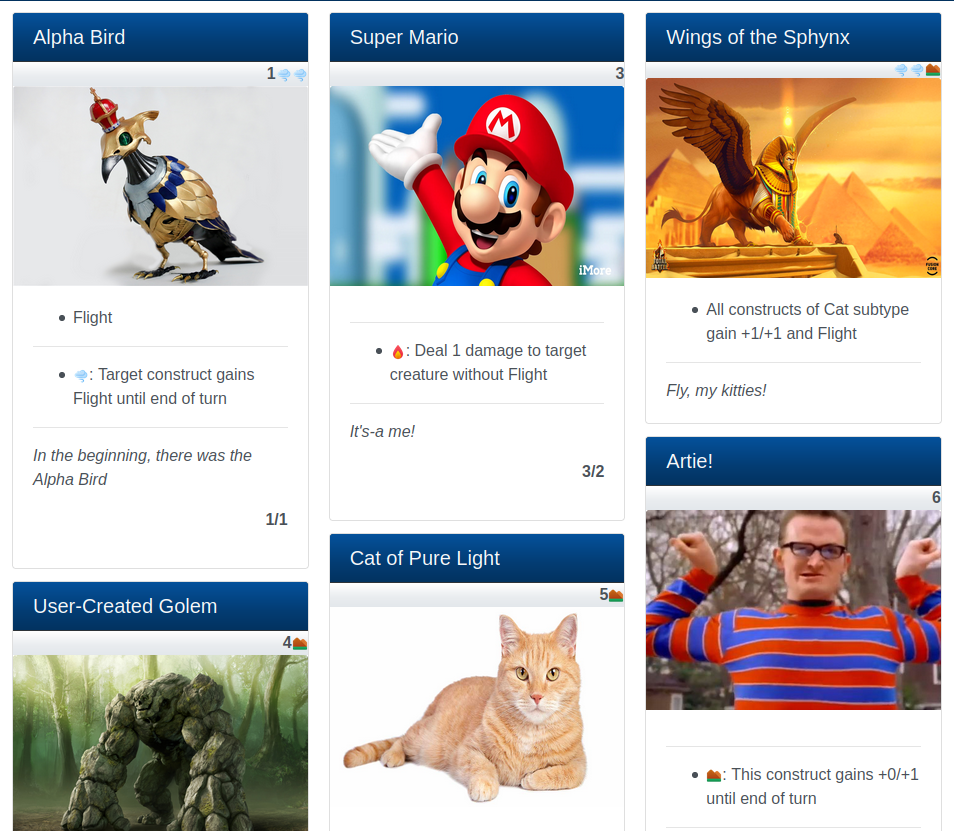 Alpha Bird
1
Flight
: Target construct gains
Flight until end of turn
In the beginning, there was the
Alpha Bird
1/1
User-Created Golem
4
Super Mario
3
M
iMore
: Deal 1 damage to target
creature without Flight
It's-a me!
3/2
Cat of Pure Light
5
Wings of the Sphynx
FUSION
CORE
All constructs of Cat subtype
gain +1/+1 and Flight
Fly, my kitties!
Artie!
6
: This construct gains +0/+1
until end of turn